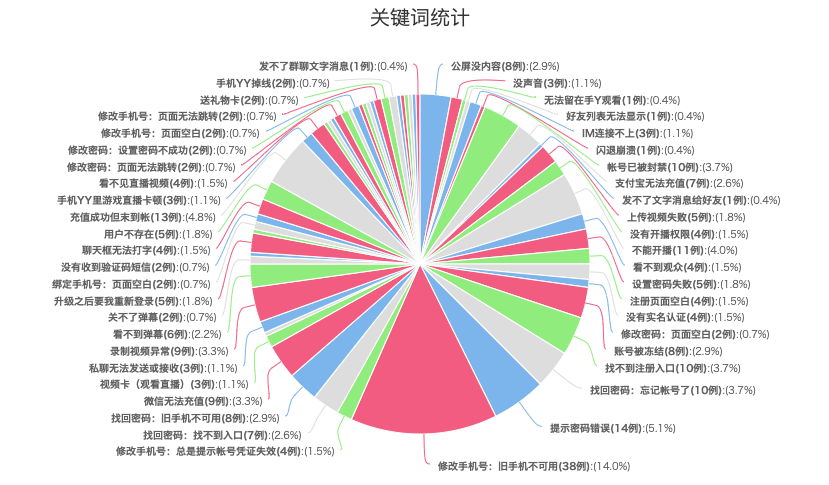 关键词统计
发不了群聊文字消息(1例):(0.4%)
手机YY掉线(2例):(0.7%)
送礼物卡(2例):(0.7%)
修改手机号：页面无法跳转(2例):(0.7%)
修改手机号：页面空白(2例):(0.7%)
修改密码：设置密码不成功(2例):(0.7%)
修改密码：页面无法跳转(2例):(0.7%)
看不见直播视频(4例):(1.5%)
手机YY里游戏直播卡顿(3例):(1.1%)
充值成功但未到帐(13例):(4.8%)
用户不存在(5例):(1.8%)
聊天框无法打字(4例):(1.5%)
没有收到验证码短信(2例):(0.7%)
绑定手机号：页面空白(2例):(0.7%)
升级之后要我重新登录(5例):(1.8%)
关不了弹幕(2例):(0.7%)
看不到弹幕(6例):(2.2%)
录制视频异常(9例):(3.3%)
私聊无法发送或接收(3例):(1.1%)
视频卡（观看直播）(3例):(1.1%)
微信无法充值(9例):(3.3%)
找回密码：旧手机不可用(8例):(2.9%)
找回密码：找不到入口(7例):(2.6%)
修改手机号：总是提示帐号凭证失效(4例):(1.5%)
公屏没内容(8例):(2.9%)
没声音(3例):(1.1%)
无法留在手Y观看(1例):(0.4%)
好友列表无法显示(1例):(0.4%)
IM连接不上(3例):(1.1%)
闪退崩溃(1例):(0.4%)
帐号已被封禁(10例):(3.7%)
支付宝无法充值(7例):(2.6%)
发不了文字消息给好友(1例):(0.4%)
上传视频失败(5例):(1.8%)
没有开播权限(4例):(1.5%)
不能开播(11例):(4.0%)
看不到观众(4例):(1.5%)
设置密码失败(5例):(1.8%)
注册页面空白(4例):(1.5%)
没有实名认证(4例):(1.5%)
修改密码：页面空白(2例):(0.7%)
账号被冻结(8例):(2.9%)
找不到注册入口(10例):(3.7%)
找回密码：忘记帐号了(10例):(3.7%)
提示密码错误(14例):(5.1%)
修改手机号：旧手机不可用(38例):(14.0%)